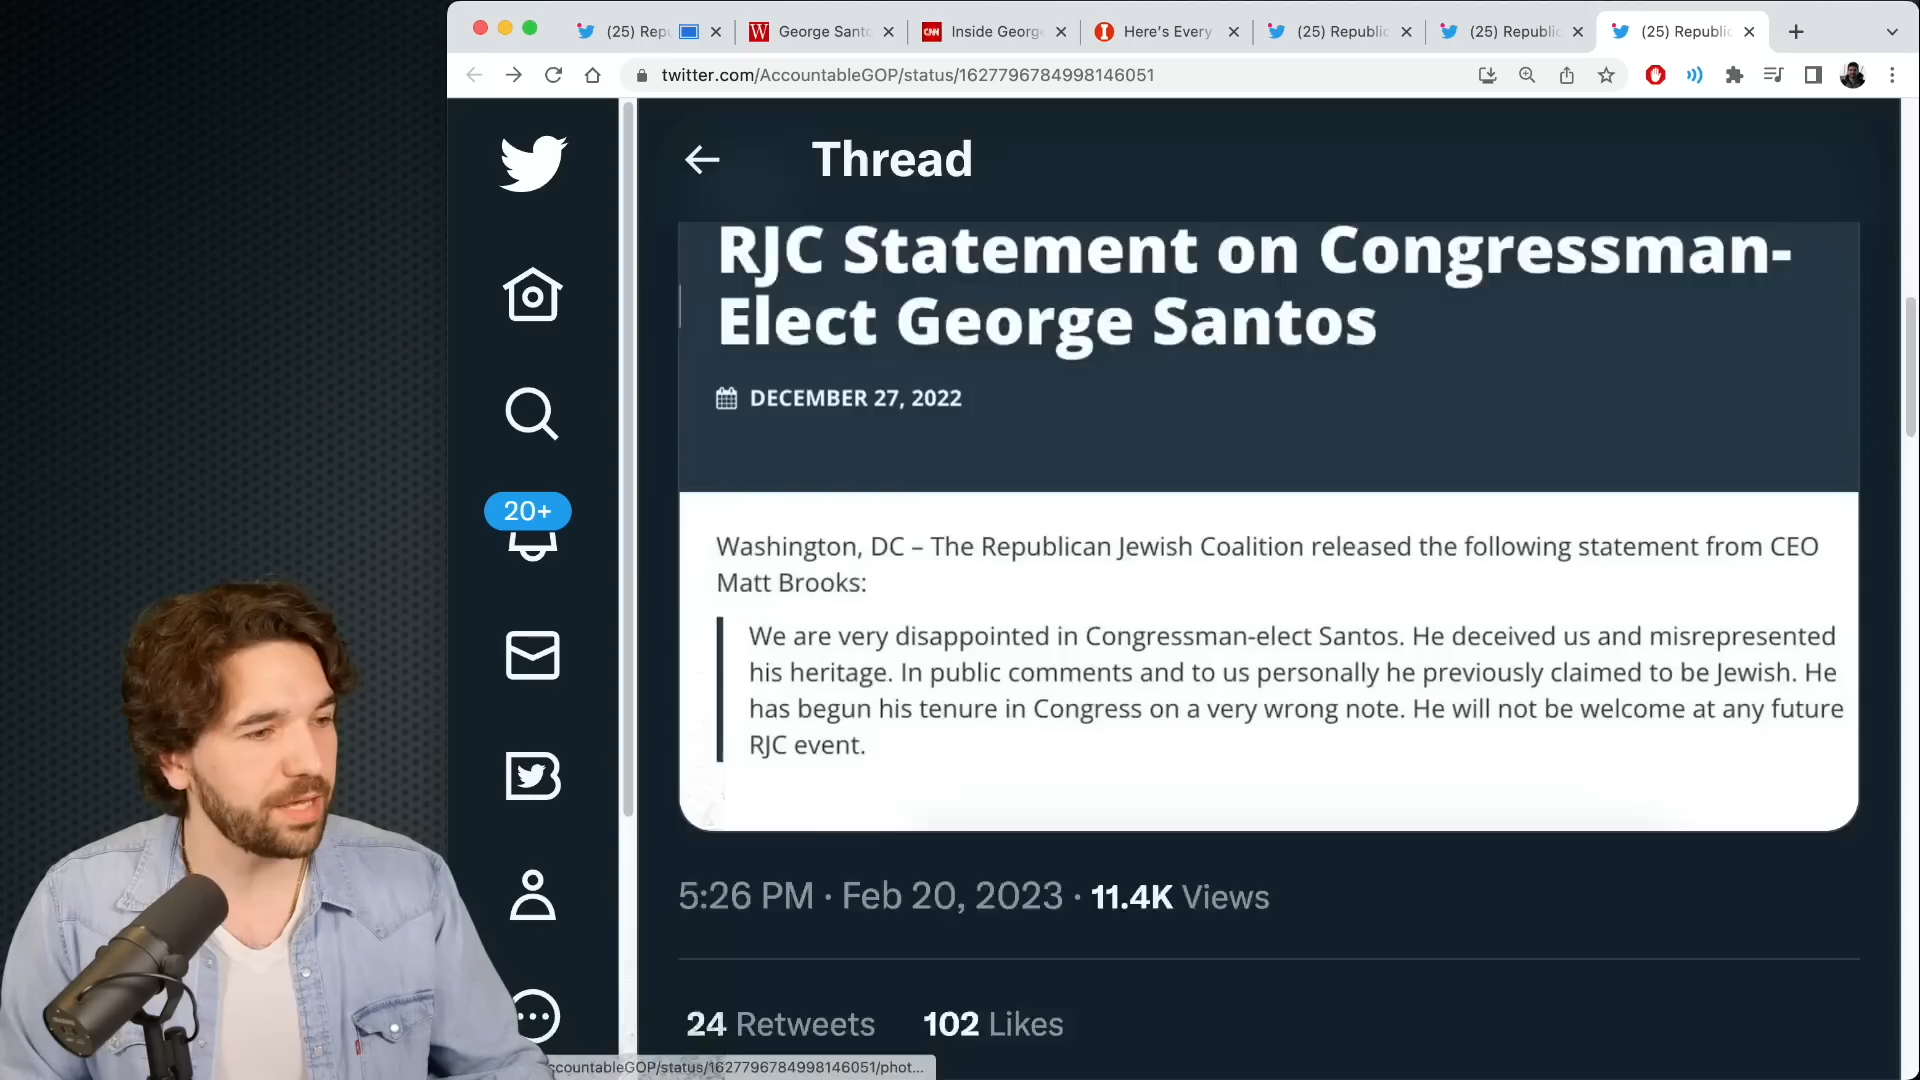 (25) Rep
George Santo
CNN
Inside George
Here's Every
(25) Republic
(25) Republic
(25) Republic
twitter.com/AccountableGOP/status/1627796784998146051
Thread
RJC Statement on Congressman-
Elect George Santos
DECEMBER 27, 2022
20+
Washington, DC – The Republican Jewish Coalition released the following statement from CEO
Matt Brooks:
We are very disappointed in Congressman-elect Santos. He deceived us and misrepresented
his heritage. In public comments and to us personally he previously claimed to be Jewish. He
has begun his tenure in Congress on a very wrong note. He will not be welcome at any future
RJC event.
5:26 PM · Feb 20, 2023 · 11.4K Views
24 Retweets 102 Likes
ccountableGOP/status/1627796784998146051/phot...